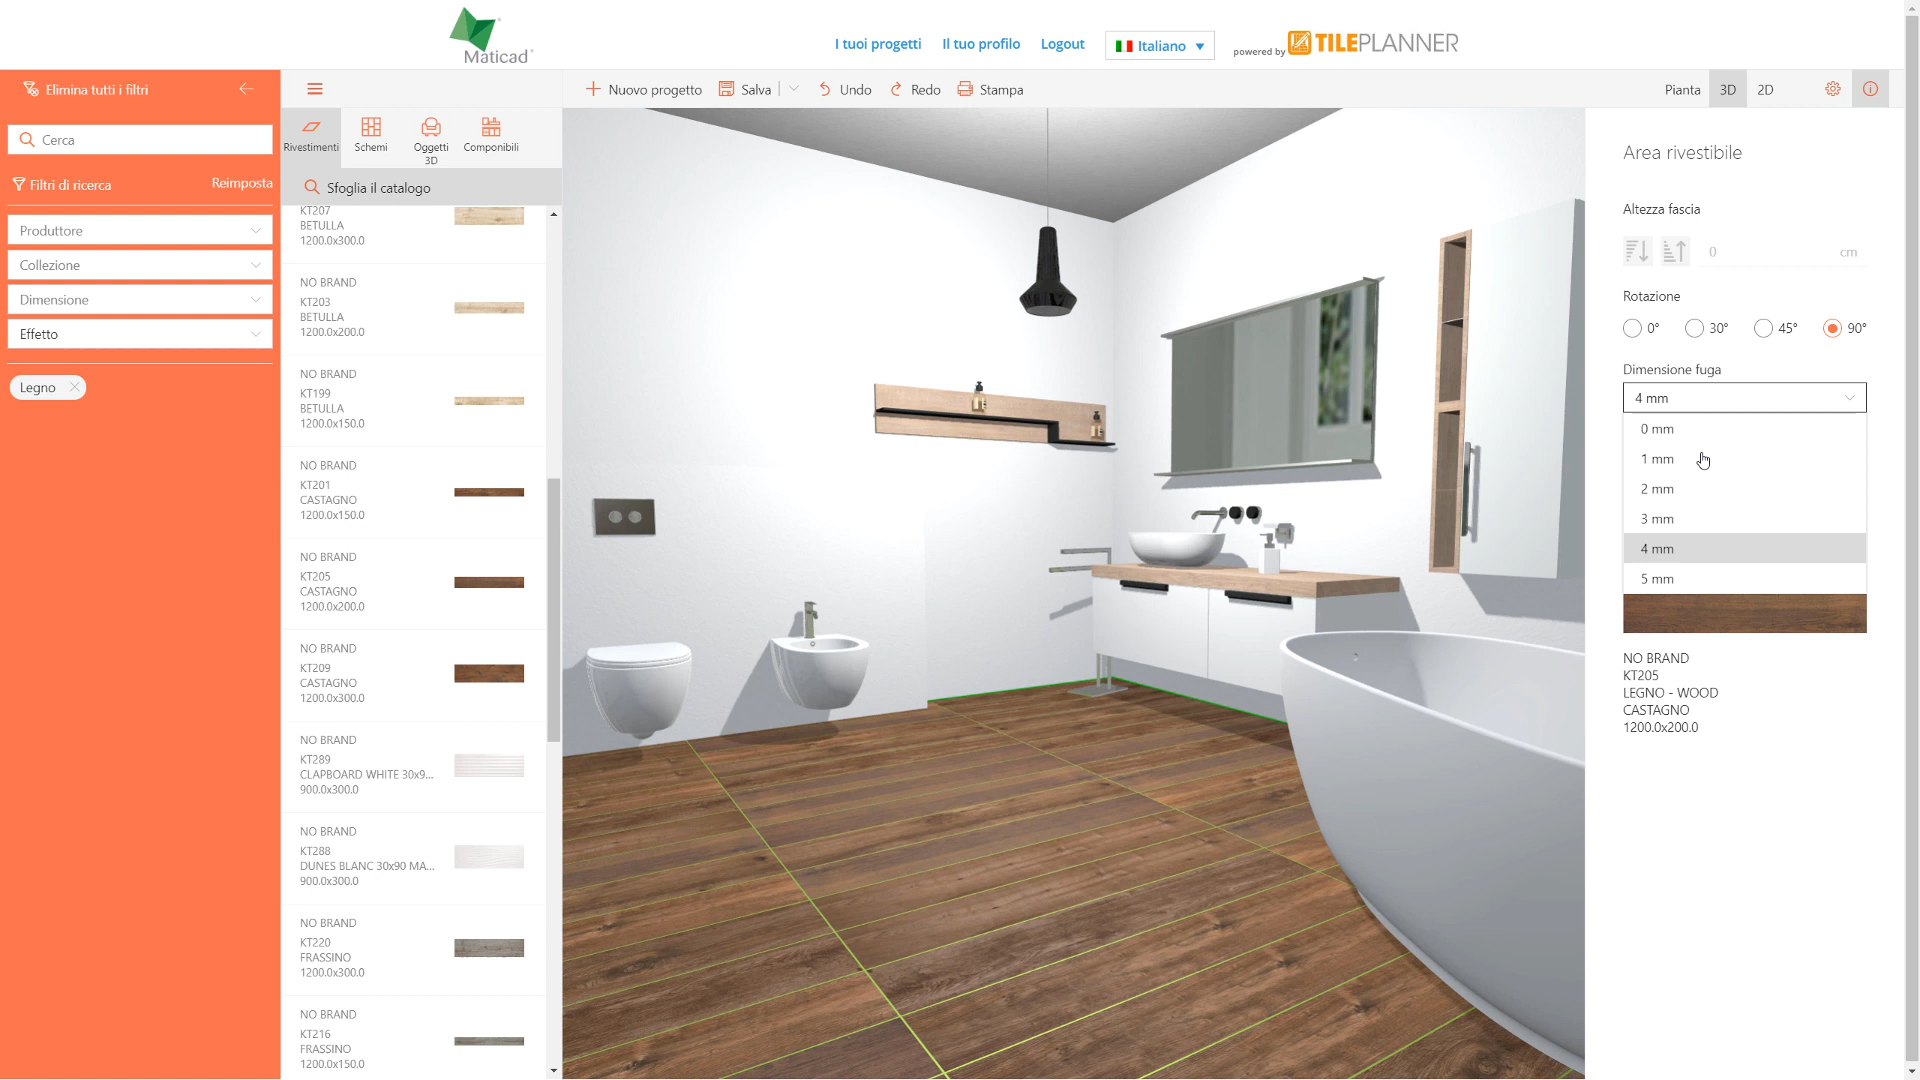 Maticad
I tuoi progetti
Il tuo profilo
Logout
Italiano
powered by TILEPLANNER
Elimina tutti i filtri
Cerca
Filtri di ricerca
Reimposta
Produttore
Collezione
Dimensione
Effetto
Legno
Rivestimenti
Schemi
Oggetti
3D
Componibili
Sfoglia il catalogo
KT207
BETULLA
1200.0x300.0
NO BRAND
KT203
BETULLA
1200.0x200.0
NO BRAND
KT199
BETULLA
1200.0x150.0
NO BRAND
KT201
CASTAGNO
1200.0x150.0
NO BRAND
KT205
CASTAGNO
1200.0x200.0
NO BRAND
KT209
CASTAGNO
1200.0x300.0
NO BRAND
KT289
CLAPBOARD WHITE 30x9...
900.0x300.0
NO BRAND
KT288
DUNES BLANC 30x90 MA...
900.0x300.0
NO BRAND
KT220
FRASSINO
1200.0x300.0
NO BRAND
KT216
FRASSINO
1200.0x150.0
Nuovo progetto
Salva
Undo
Redo
Stampa
Pianta
3D
2D
Area rivestibile
Altezza fascia
0 cm
Rotazione
0° 30° 45° 90°
Dimensione fuga
4 mm
0 mm
1 mm
2 mm
3 mm
4 mm
5 mm
NO BRAND
KT205
LEGNO - WOOD
CASTAGNO
1200.0x200.0